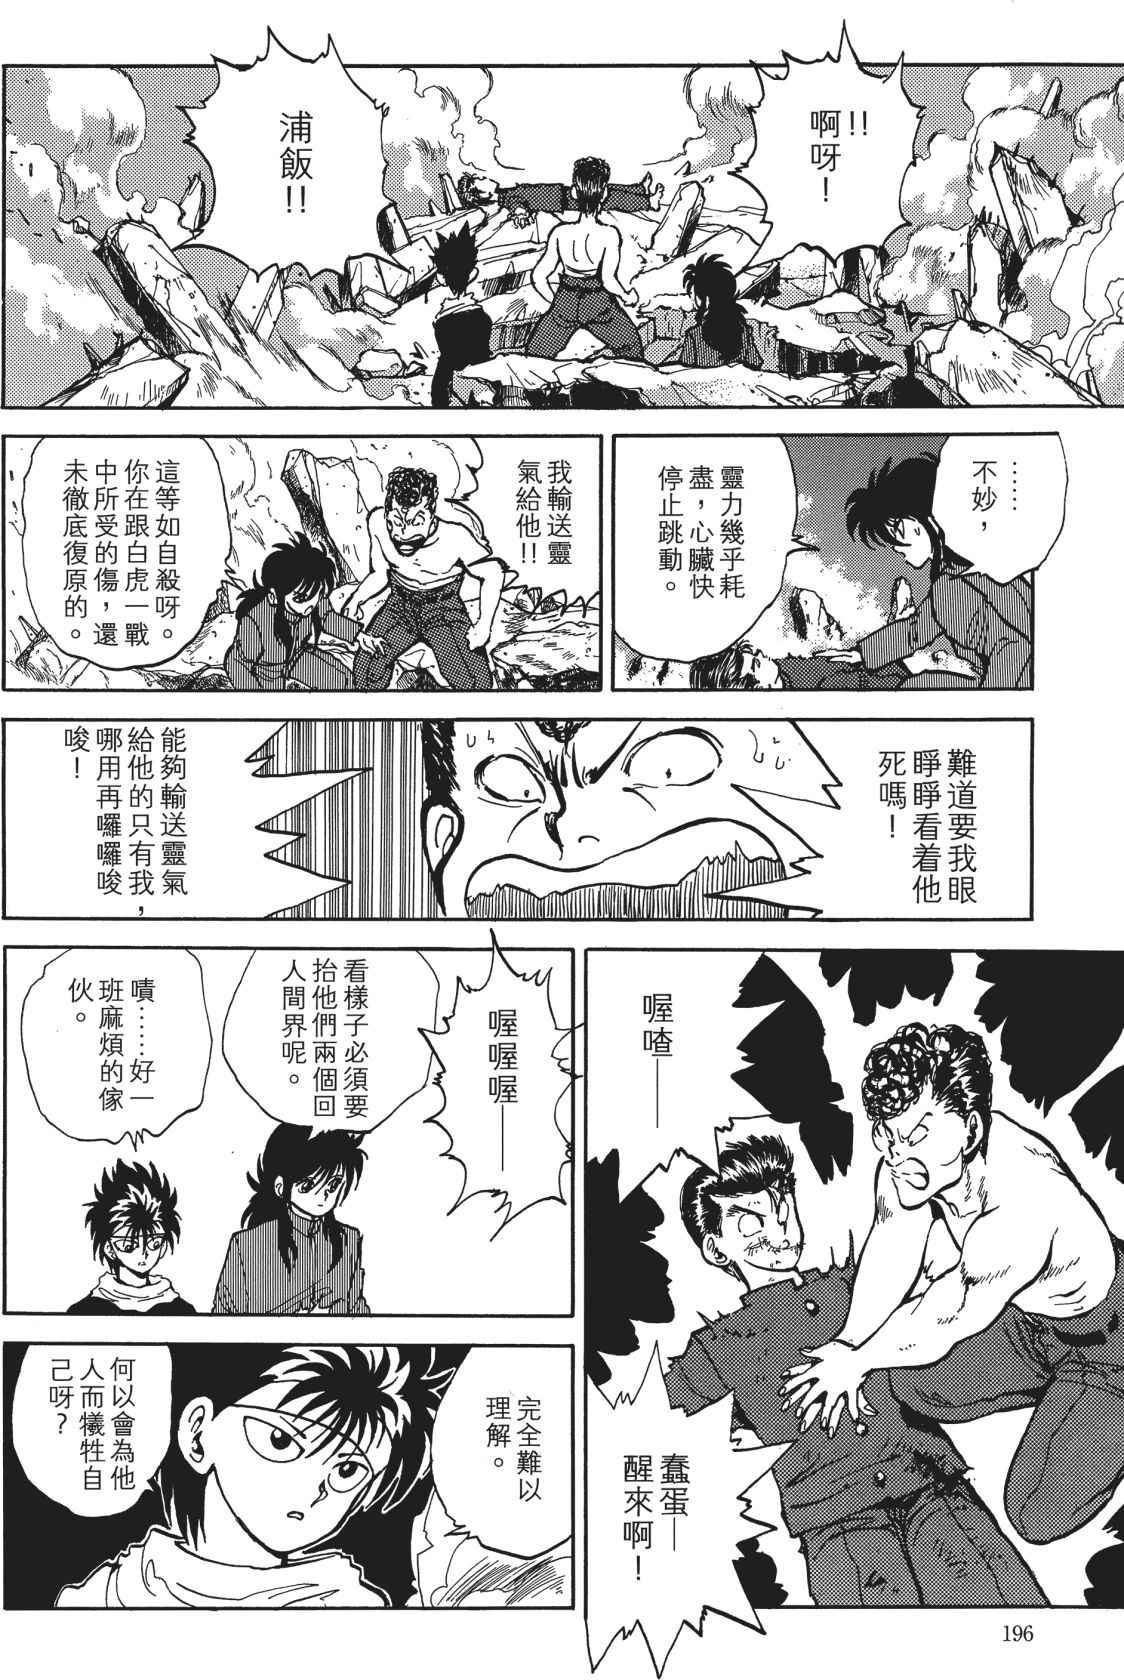 啊呀！
!!
浦飯!!
……
不妙，
靈力幾乎耗
盡，心臟快
停止跳動。
我輸送靈
氣給他!!
這等如自殺呀。
你在跟白虎一戰
中所受的傷，還
未徹底復原的。
難道要我眼
睜睜看着他
死嗎！
能夠輸送靈氣
給他的只有我，
哪用再囉囉唆
唆！
喔喳——
蠢蛋—
醒來啊！
喔喔喔——
看樣子必須要
抬他們兩個回
人間界呢。
嘖……好一
班麻煩的傢
伙。
完全難以
理解。
何以會為他
人而犧牲自
己呀？
196